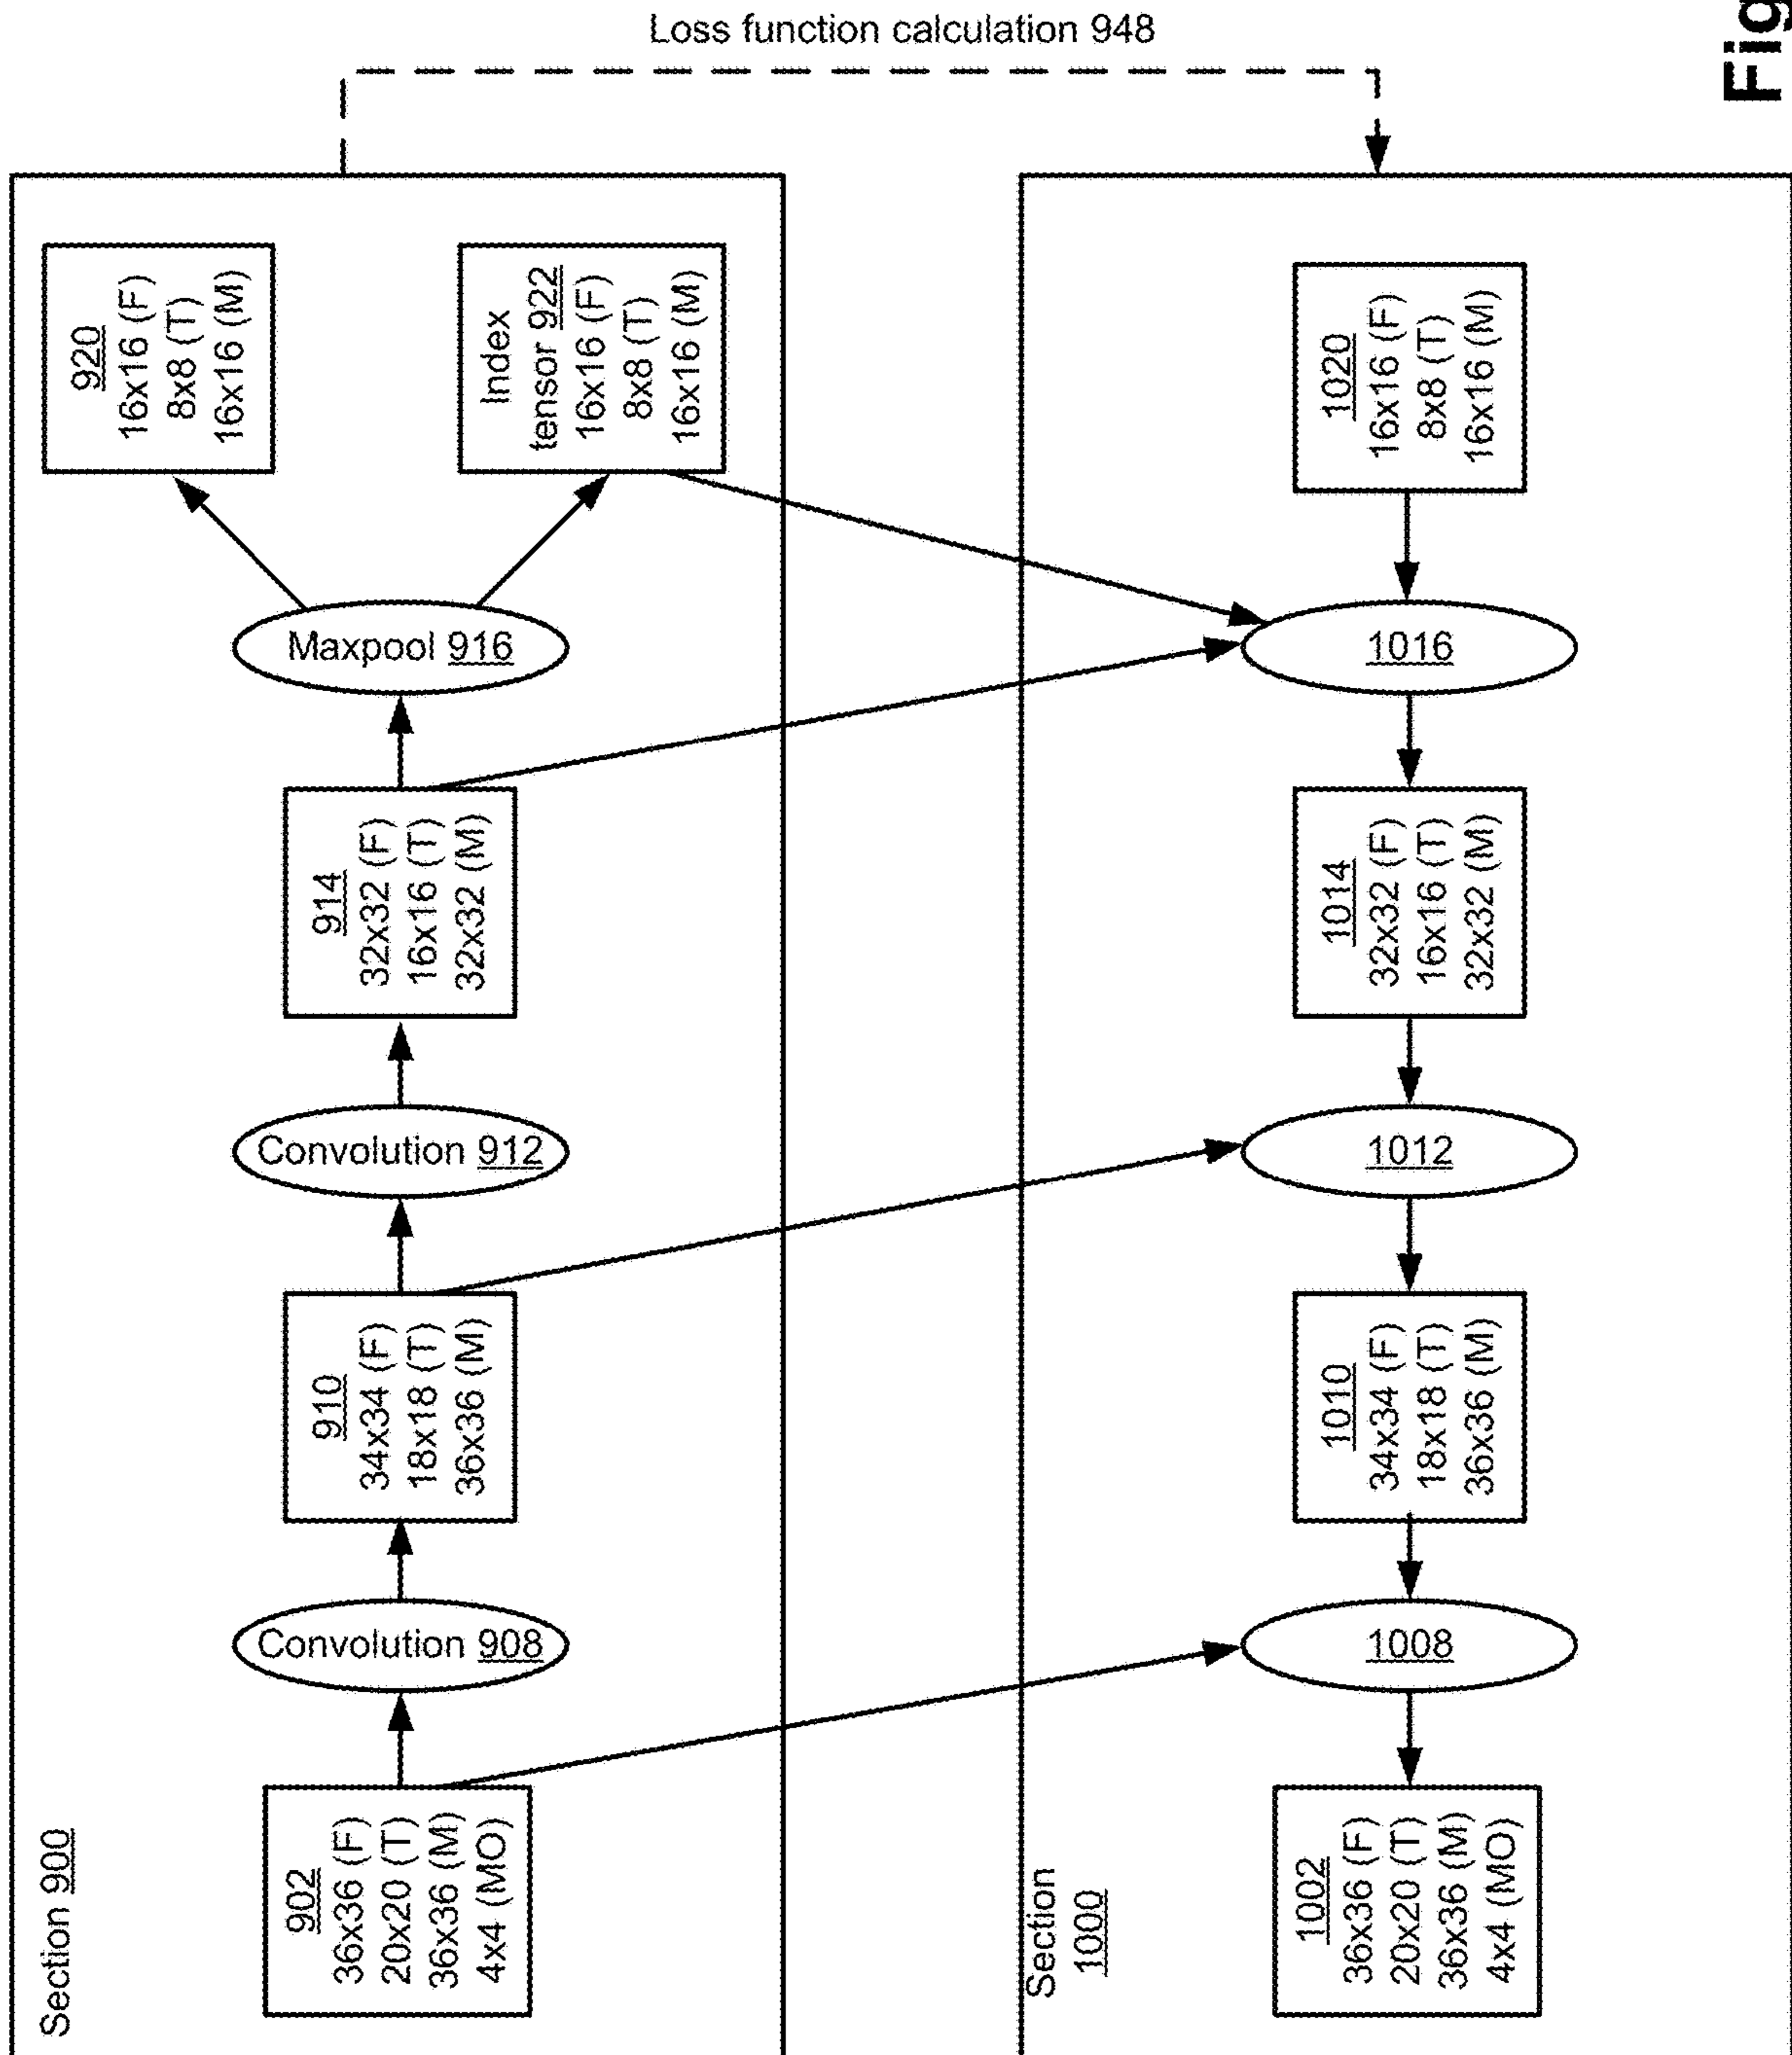 Section 900
902
36x36 (F)
20x20 (T)
36x36 (M)
4x4 (MO)
Convolution 908
910
34x34 (F)
18x18 (T)
36x36 (M)
Convolution 912
914
32x32 (F)
16x16 (T)
32x32 (M)
Maxpool 916
920
16x16 (F)
8x8 (T)
16x16 (M)
Index
tensor 922
16x16 (F)
8x8 (T)
16x16 (M)
Loss function calculation 948
Section
1000
1002
36x36 (F)
20x20 (T)
36x36 (M)
4x4 (MO)
1008
1010
34x34 (F)
18x18 (T)
36x36 (M)
1012
1014
32x32 (F)
16x16 (T)
32x32 (M)
1016
1020
16x16 (F)
8x8 (T)
16x16 (M)
Fig